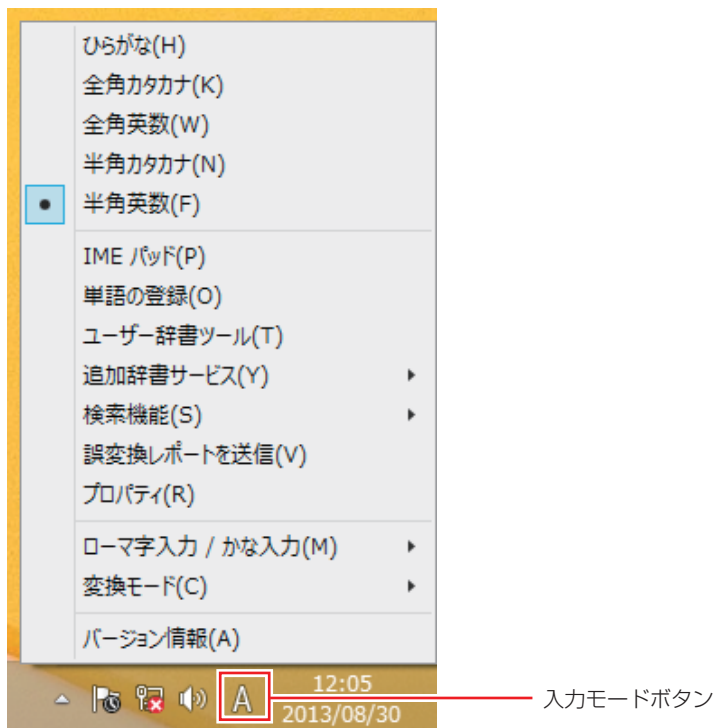 ひらがな(H)
全角カタカナ(K)
全角英数(W)
半角カタカナ(N)
半角英数(F)
IME パッド(P)
単語の登録(O)
ユーザー辞書ツール(T)
追加辞書サービス(Y)
検索機能(S)
誤変換レポートを送信(V)
プロパティ(R)
ローマ字入力 / かな入力(M)
変換モード(C)
バージョン情報(A)
A
12:05
2013/08/30
入力モードボタン